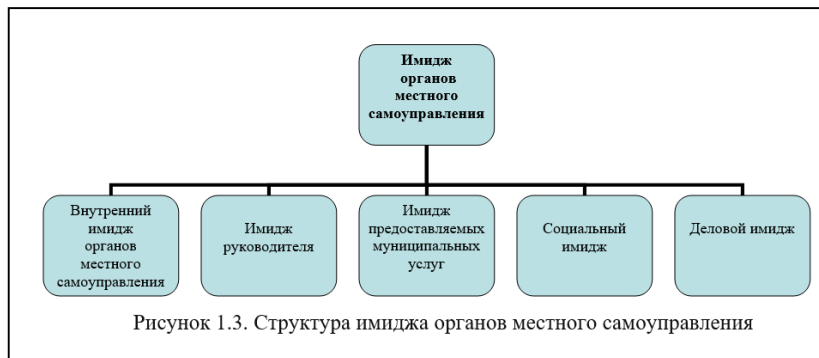 Имидж
органов
местного
самоуправления
Внутренний
имидж
органов
местного
самоуправления
Имидж
руководителя
Имидж
предоставляемых
муниципальных
услуг
Социальный
имидж
Деловой имидж
Рисунок 1.3. Структура имиджа органов местного самоуправления